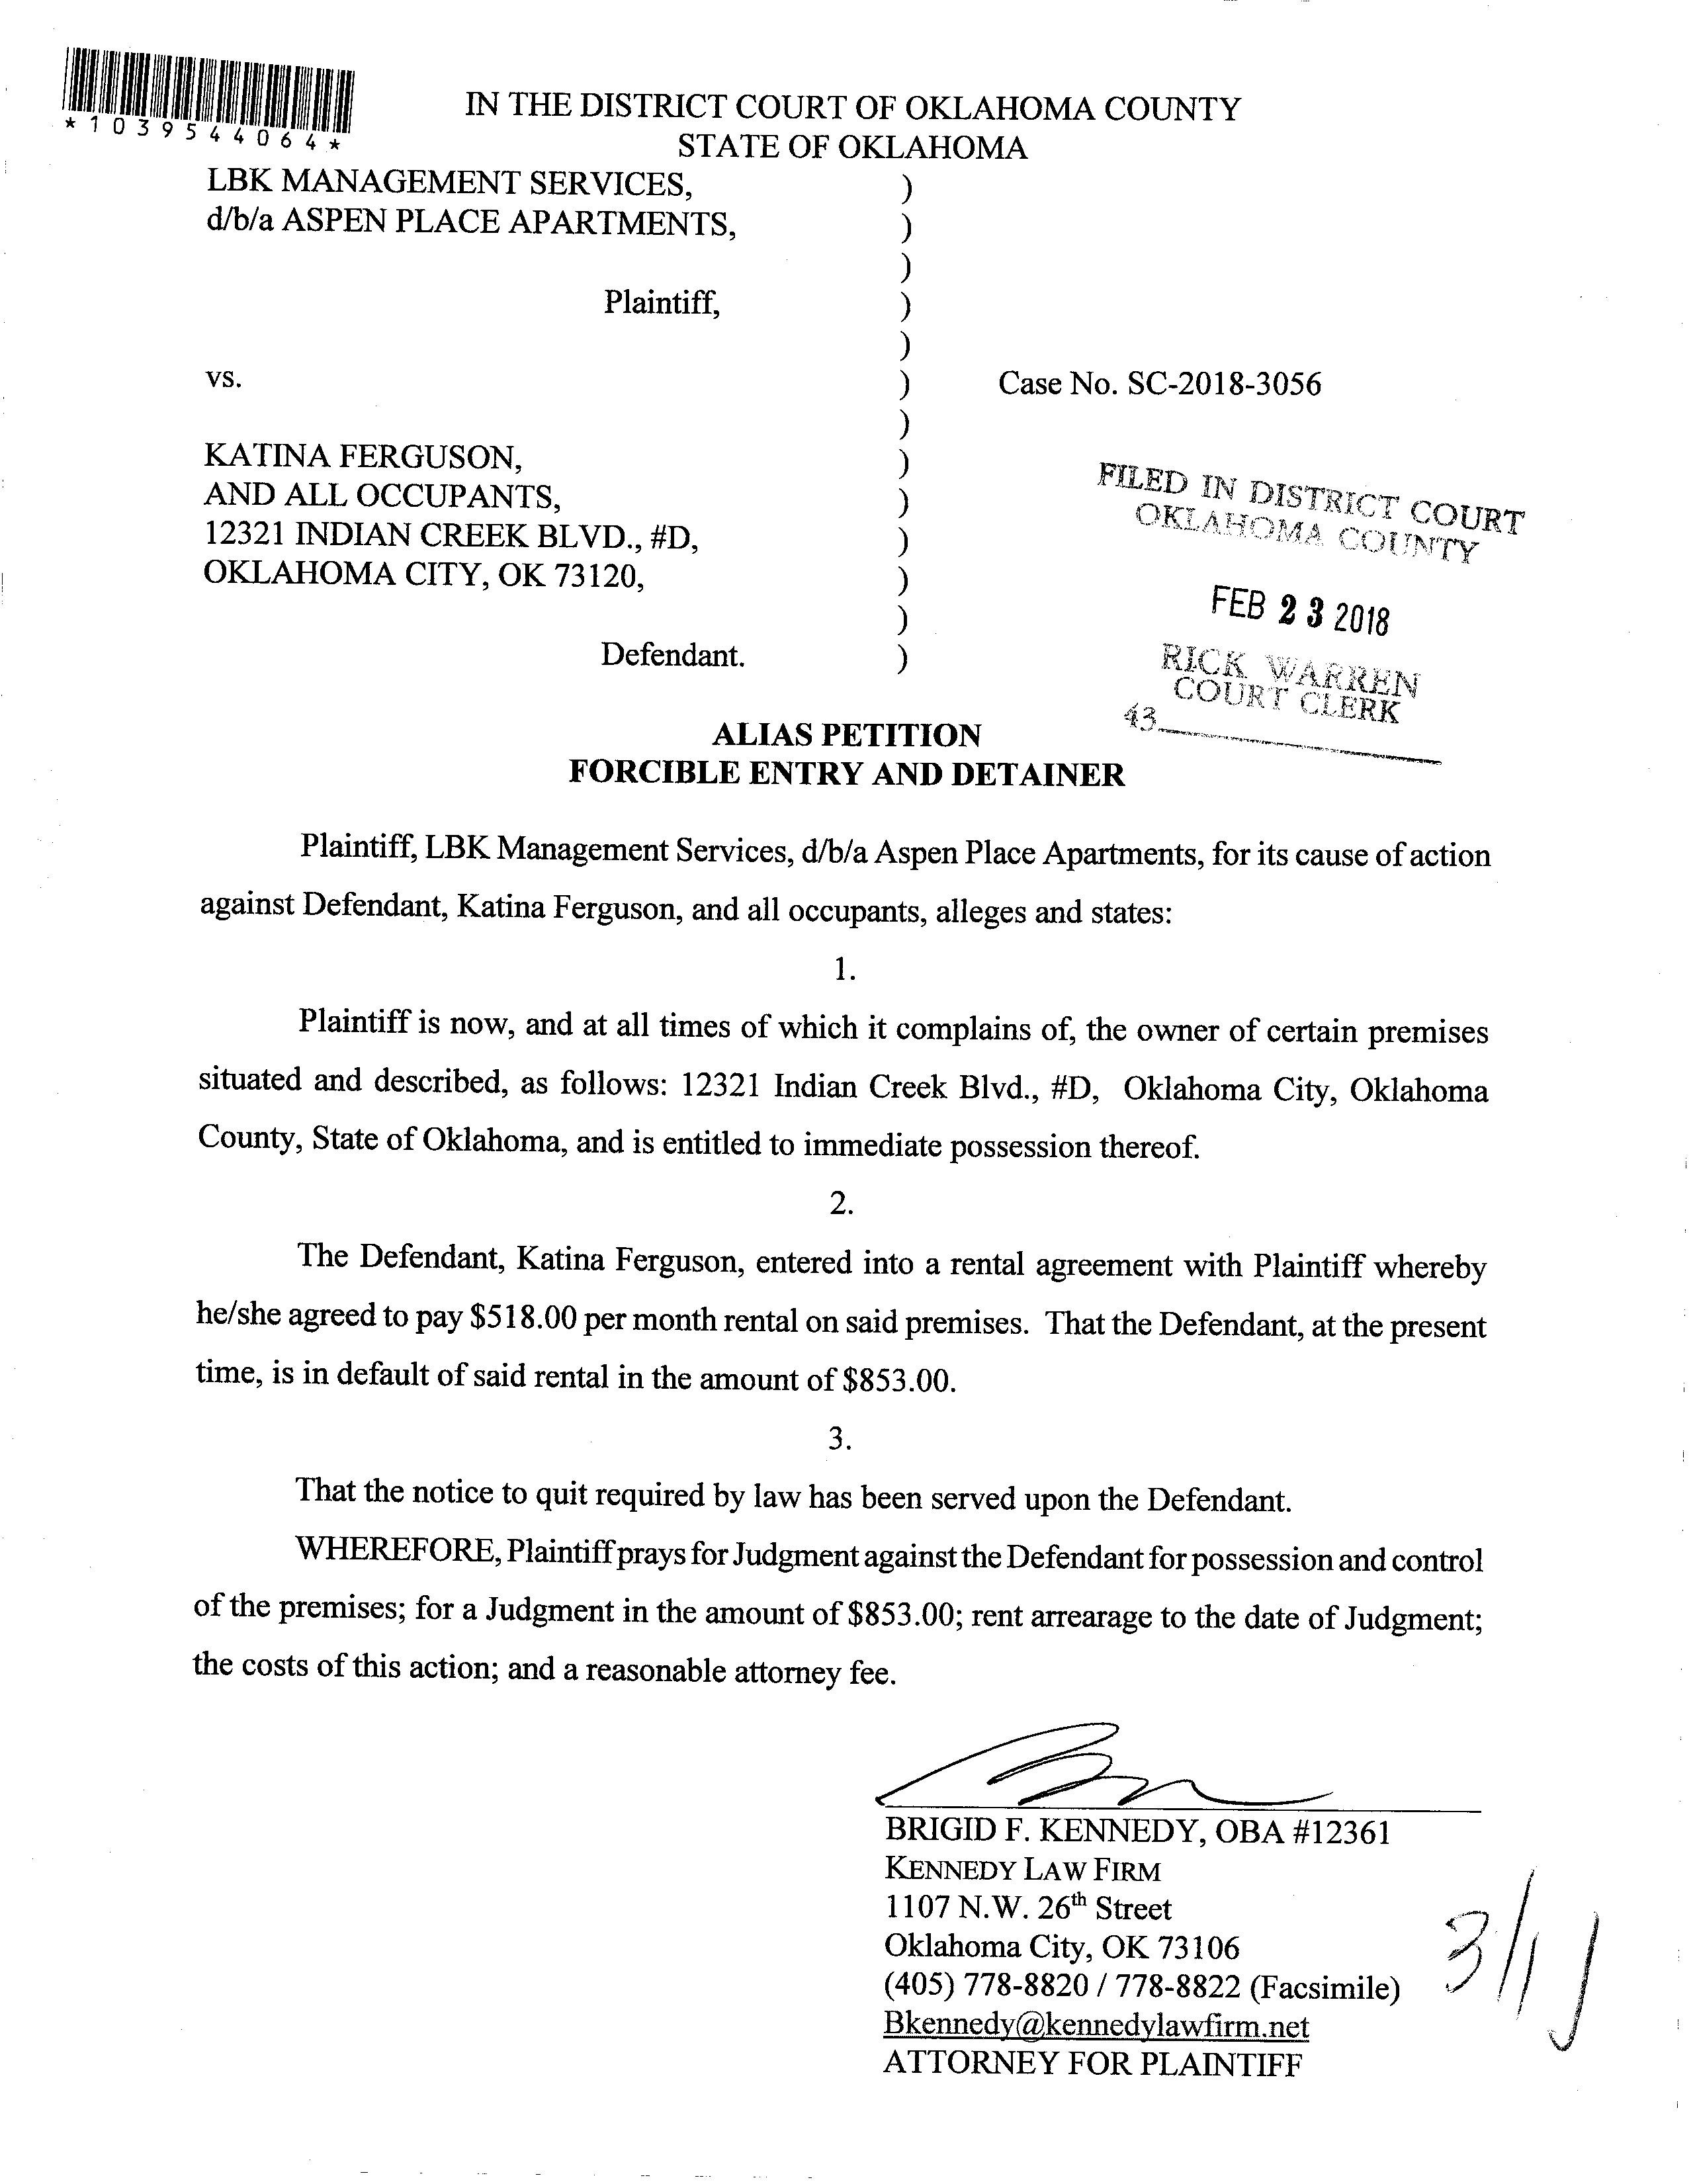 *1039544064*
IN THE DISTRICT COURT OF OKLAHOMA COUNTY
STATE OF OKLAHOMA
LBK MANAGEMENT SERVICES, )
d/b/a ASPEN PLACE APARTMENTS, )
)
Plaintiff, )
)
vs. ) Case No. SC-2018-3056
)
KATINA FERGUSON, )
AND ALL OCCUPANTS, )
12321 INDIAN CREEK BLVD., #D, )
OKLAHOMA CITY, OK 73120, )
)
Defendant. )
FILED IN DISTRICT COURT
OKLAHOMA COUNTY
FEB 23 2018
RICK WARREN
COURT CLERK
43
ALIAS PETITION
FORCIBLE ENTRY AND DETAINER
Plaintiff, LBK Management Services, d/b/a Aspen Place Apartments, for its cause of action
against Defendant, Katina Ferguson, and all occupants, alleges and states:
1.
Plaintiff is now, and at all times of which it complains of, the owner of certain premises
situated and described, as follows: 12321 Indian Creek Blvd., #D, Oklahoma City, Oklahoma
County, State of Oklahoma, and is entitled to immediate possession thereof.
2.
The Defendant, Katina Ferguson, entered into a rental agreement with Plaintiff whereby
he/she agreed to pay $518.00 per month rental on said premises. That the Defendant, at the present
time, is in default of said rental in the amount of $853.00.
3.
That the notice to quit required by law has been served upon the Defendant.
WHEREFORE, Plaintiff prays for Judgment against the Defendant for possession and control
of the premises; for a Judgment in the amount of $853.00; rent arrearage to the date of Judgment;
the costs of this action; and a reasonable attorney fee.
BRIGID F. KENNEDY, OBA #12361
KENNEDY LAW FIRM
1107 N.W. 26th Street
Oklahoma City, OK 73106
(405) 778-8820 / 778-8822 (Facsimile)
Bkennedy@kennedylawfirm.net
ATTORNEY FOR PLAINTIFF